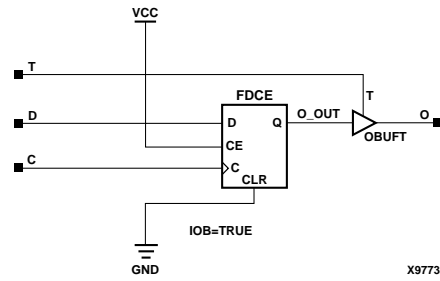 VCC
T
FDCE
T
D
D
Q
O_OUT
O
CE
OBUFT
C
C
CLR
IOB=TRUE
GND
X9773